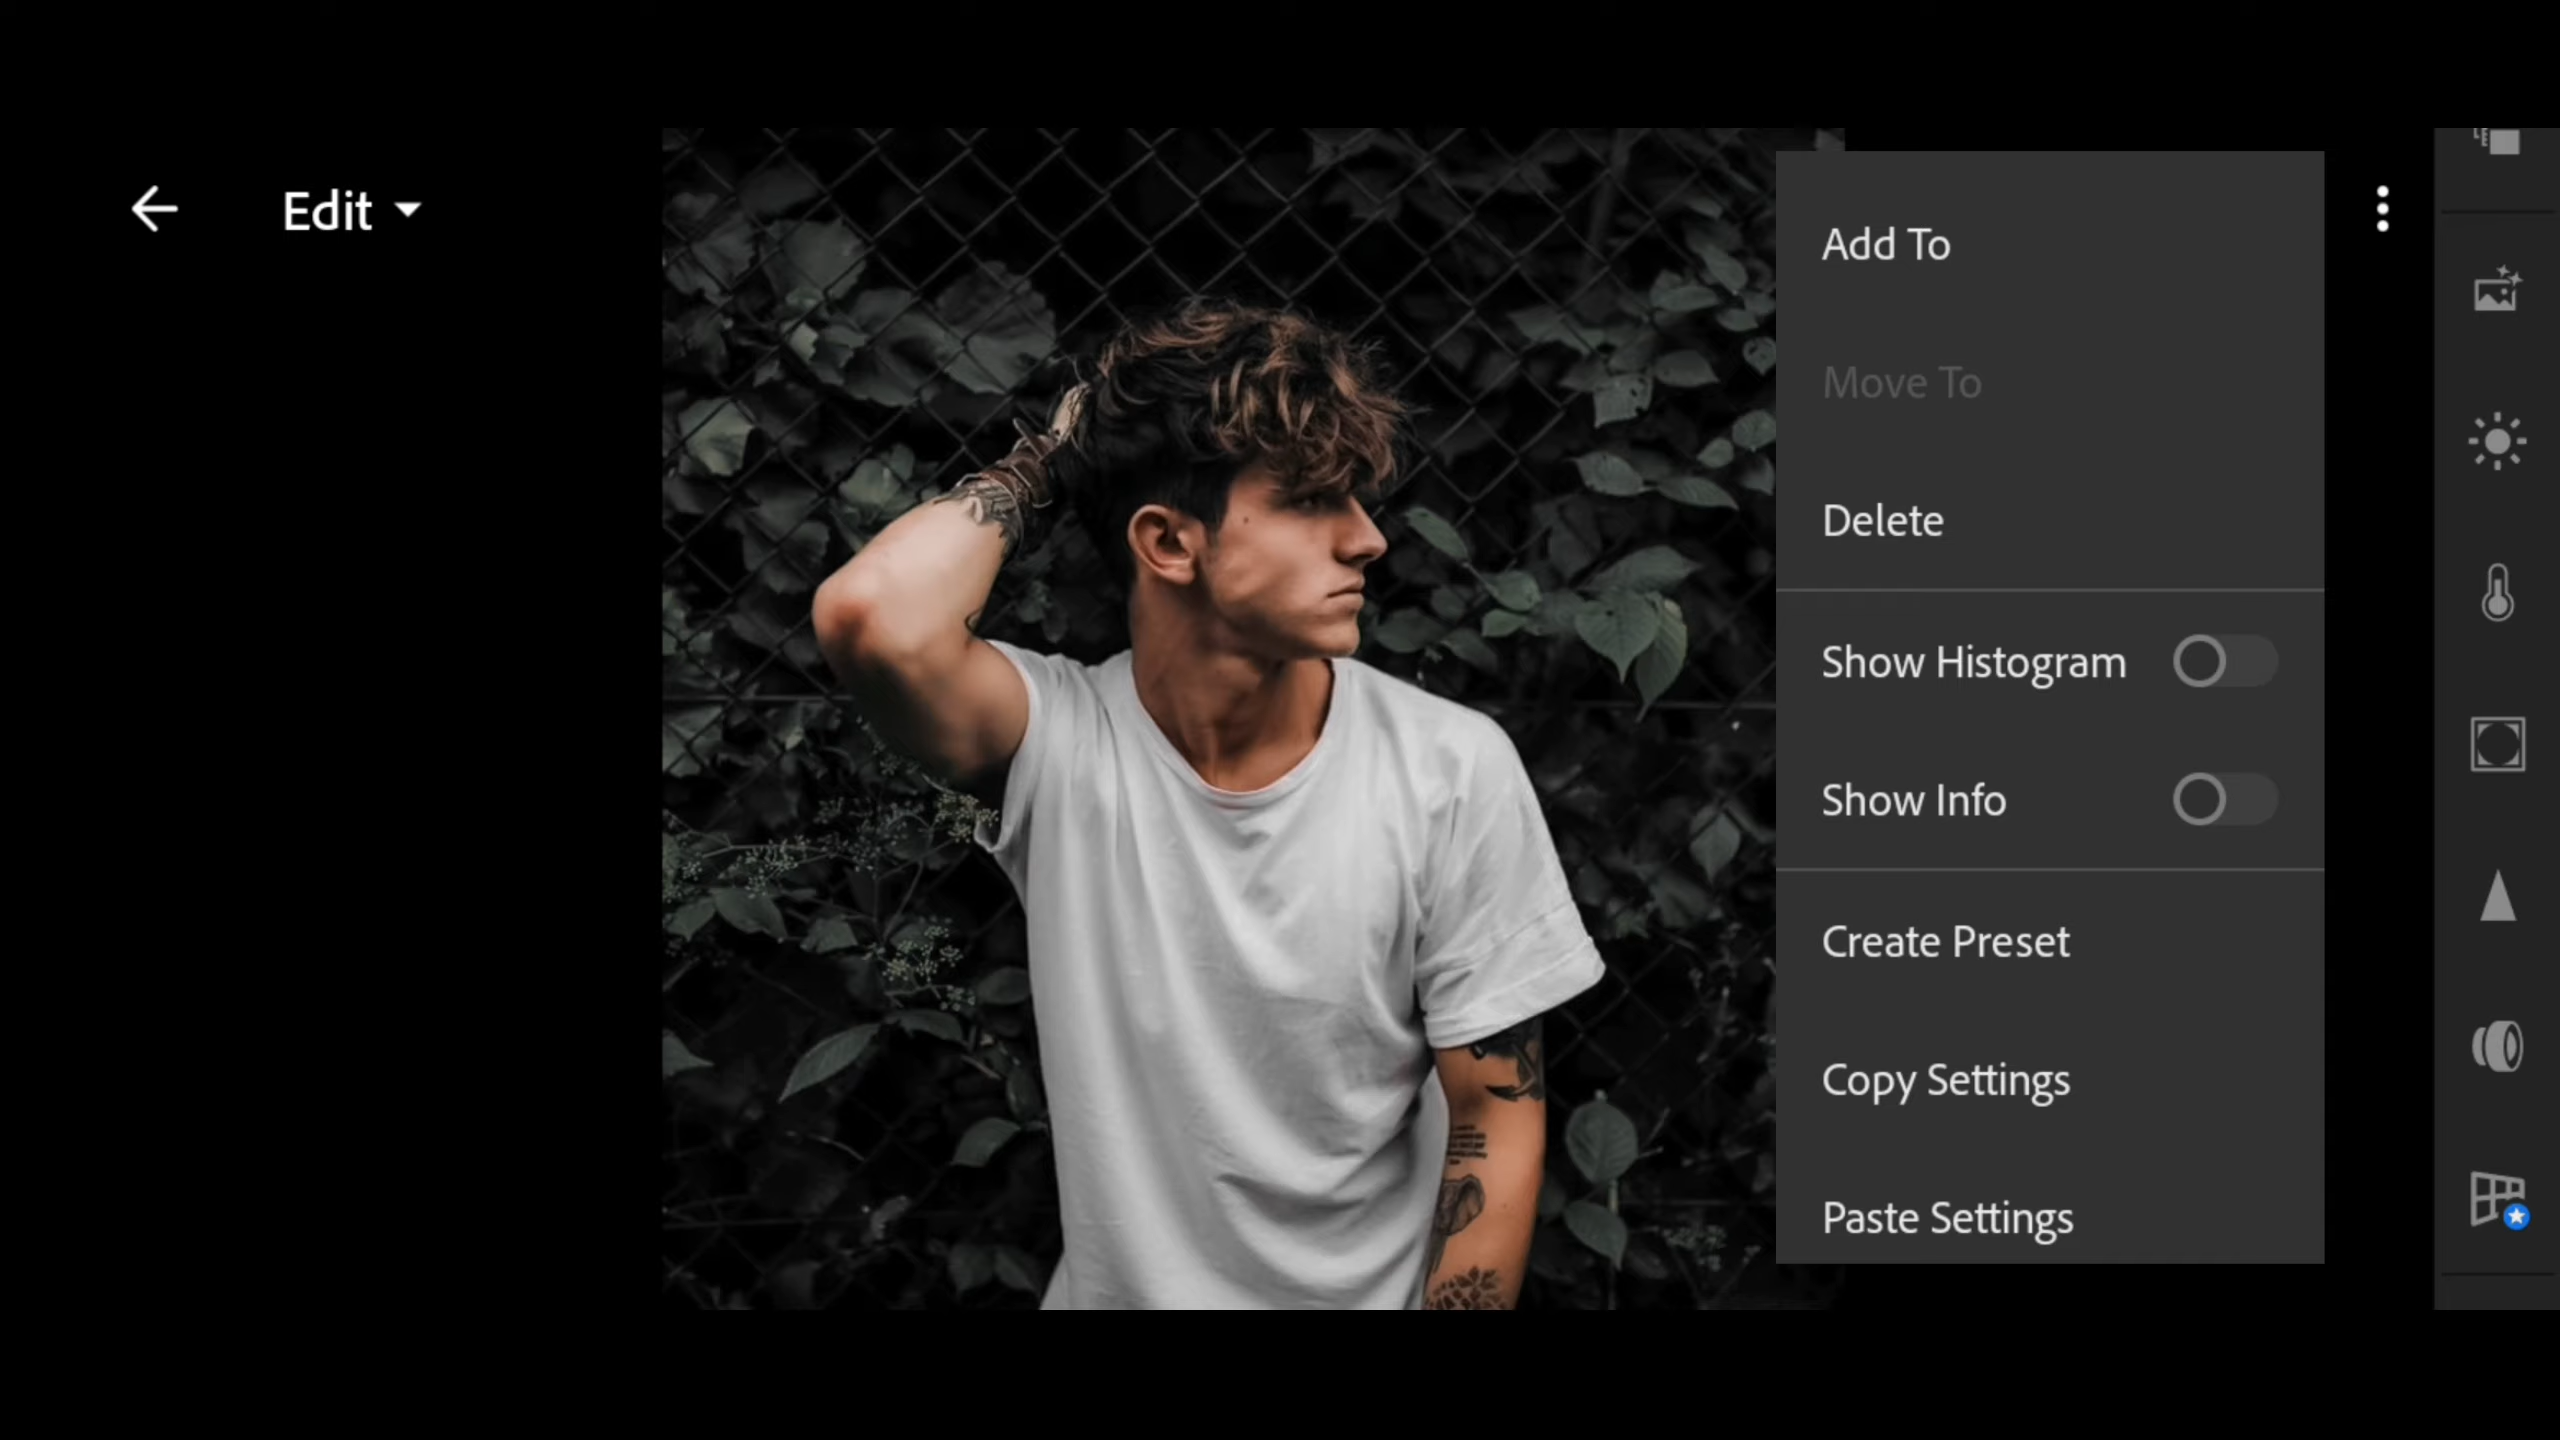 Edit
Add To
Move To
Delete
Show Histogram
Show Info
Create Preset
Copy Settings
Paste Settings